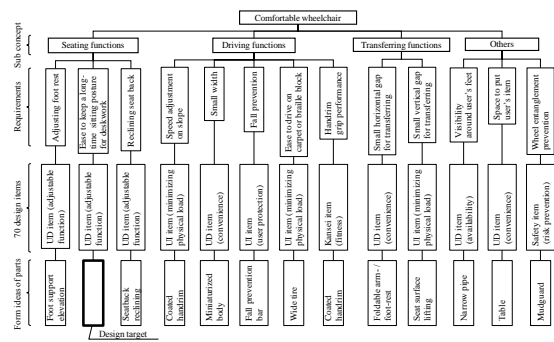 Comfortable wheelchair
Sub concept
Seating functions
Driving functions
Transferring functions
Others
Requirements
Adjusting foot rest
Ease to keep a long-
time sitting posture
for deskwork
Reclining seat back
Speed adjustment
on slope
Small width
Fall prevention
Ease to drive on
carpet or braille block
Handrim
grip performance
Small horizontal gap
for transferring
Small vertical gap
for transferring
Visibility
around user's feet
Space to put
user's item
Wheel entanglement
prevention
70 design items
UD item (adjustable
function)
UD item (adjustable
function)
UD item (adjustable
function)
UI item (minimizing
physical load)
UD item
(convenience)
UI item
(user protection)
UI item (minimizing
physical load)
Kansei item
(fitness)
UD item
(convenience)
UI item (minimizing
physical load)
UD item
(availability)
UD item
(convenience)
Safety item
(risk prevention)
Form ideas of parts
Foot support
elevation
Seatback
reclining
Coated
handrim
Miniaturized
body
Fall prevention
bar
Wide tire
Coated
handrim
Foldable arm- /
foot-rest
Seat surface
lifting
Narrow pipe
Table
Mudguard
Design target